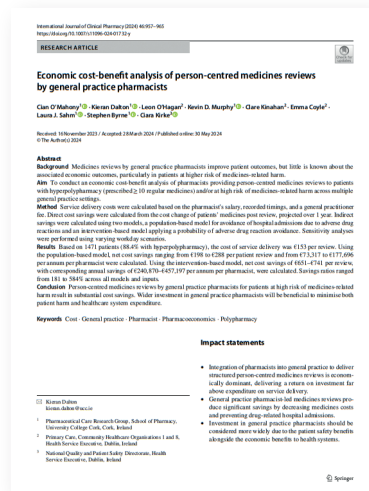 International Journal of Clinical Pharmacy (2024) 46:957–965
https://doi.org/10.1007/s11096-024-01732-y
RESEARCH ARTICLE
Economic cost-benefit analysis of person-centred medicines reviews
by general practice pharmacists
Cian O'Mahony1 · Kieran Dalton1 · Leon O'Hagan2 · Kevin D. Murphy1 · Clare Kinahan3 · Emma Coyle2 ·
Laura J. Sahm1 · Stephen Byrne1 · Ciara Kirke3
Received: 16 November 2023 / Accepted: 28 March 2024 / Published online: 30 May 2024
© The Author(s) 2024
Abstract
Background Medicines reviews by general practice pharmacists improve patient outcomes, but little is known about the
associated economic outcomes, particularly in patients at higher risk of medicines-related harm.
Aim To conduct an economic cost-benefit analysis of pharmacists providing person-centred medicines reviews to patients
with hyperpolypharmacy (prescribed ≥ 10 regular medicines) and/or at high risk of medicines-related harm across multiple
general practice settings.
Method Service delivery costs were calculated based on the pharmacist's salary, recorded timings, and a general practitioner
fee. Direct cost savings were calculated from the cost change of patients' medicines post review, projected over 1 year. Indirect
savings were calculated using two models, a population-based model for avoidance of hospital admissions due to adverse drug
reactions and an intervention-based model applying a probability of adverse drug reaction avoidance. Sensitivity analyses
were performed using varying workday scenarios.
Results Based on 1471 patients (88.4% with hyperpolypharmacy), the cost of service delivery was €153 per review. Using
the population-based model, net cost savings ranging from €198 to €288 per patient review and from €73,317 to €177,696
per annum per pharmacist were calculated. Using the intervention-based model, net cost savings of €651–€741 per review,
with corresponding annual savings of €240,870–€457,197 per annum per pharmacist, were calculated. Savings ratios ranged
from 181 to 584% across all models and inputs.
Conclusion Person-centred medicines reviews by general practice pharmacists for patients at high risk of medicines-related
harm result in substantial cost savings. Wider investment in general practice pharmacists will be beneficial to minimise both
patient harm and healthcare system expenditure.
Keywords Cost · General practice · Pharmacist · Pharmacoeconomics · Polypharmacy
Impact statements
• Integration of pharmacists into general practice to deliver
structured person-centred medicines reviews is econom-
ically dominant, delivering a return on investment far
above expenditure on service delivery.
• General practice pharmacist-led medicines reviews pro-
duce significant savings by decreasing medicines costs
and preventing drug-related hospital admissions.
• Investment in general practice pharmacists should be
considered more widely due to the patient safety benefits
alongside the economic benefits to health systems.
Kieran Dalton
kieran.dalton@ucc.ie
1 Pharmaceutical Care Research Group, School of Pharmacy,
University College Cork, Cork, Ireland
2 Primary Care, Community Healthcare Organisations 1 and 8,
Health Service Executive, Dublin, Ireland
3 National Quality and Patient Safety Directorate, Health
Service Executive, Dublin, Ireland
Springer